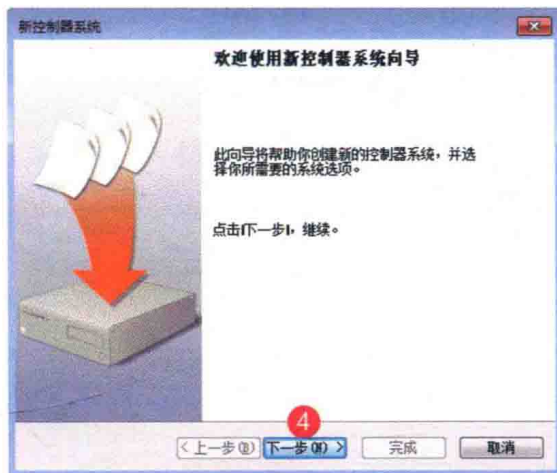 新控制器系统
欢迎使用新控制器系统向导
此向导将帮助你创建新的控制器系统，并选
择你所需要的系统选项。
点击[下一步]，继续。
4
< 上一步(B) 下一步(N) > 完成 取消